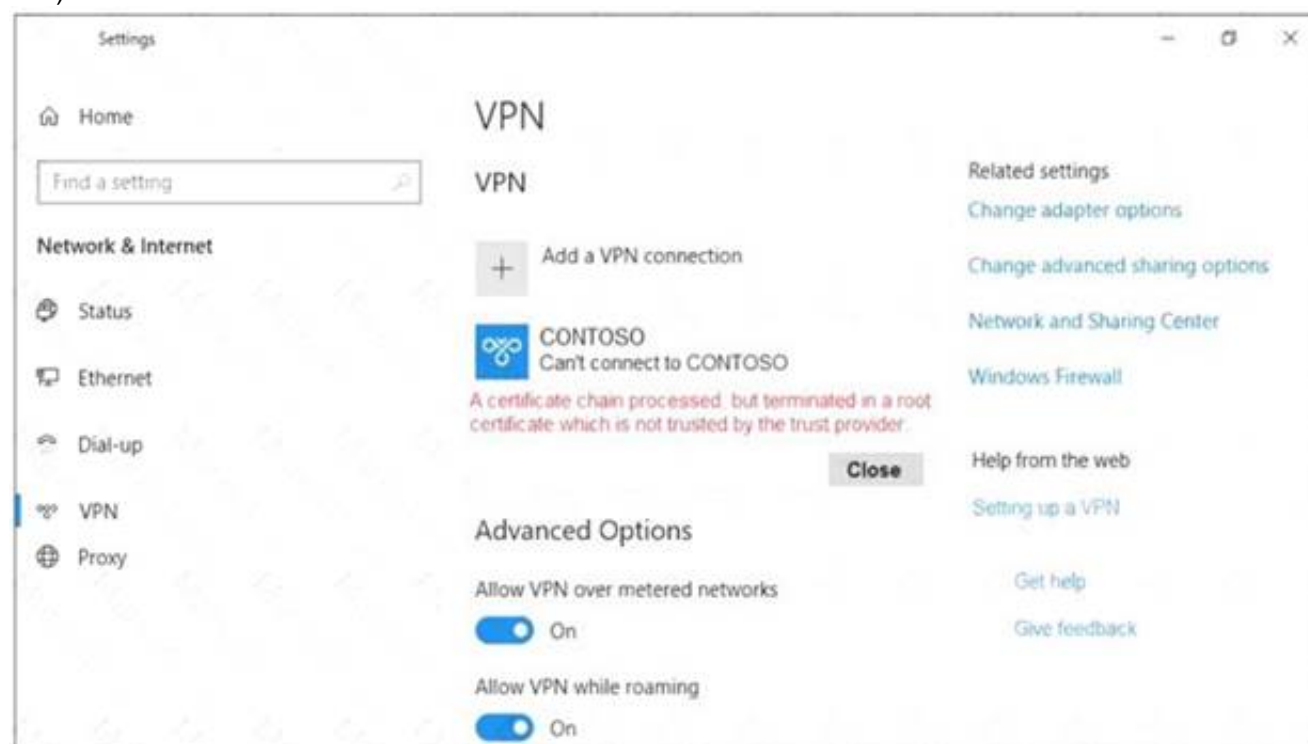 Settings
Home
Find a setting
Network & Internet
Status
Ethernet
Dial-up
VPN
Proxy
VPN
VPN
Add a VPN connection
CONTOSO
Can't connect to CONTOSO
A certificate chain processed, but terminated in a root
certificate which is not trusted by the trust provider.
Close
Advanced Options
Allow VPN over metered networks
On
Allow VPN while roaming
On
Related settings
Change adapter options
Change advanced sharing options
Network and Sharing Center
Windows Firewall
Help from the web
Setting up a VPN
Get help
Give feedback